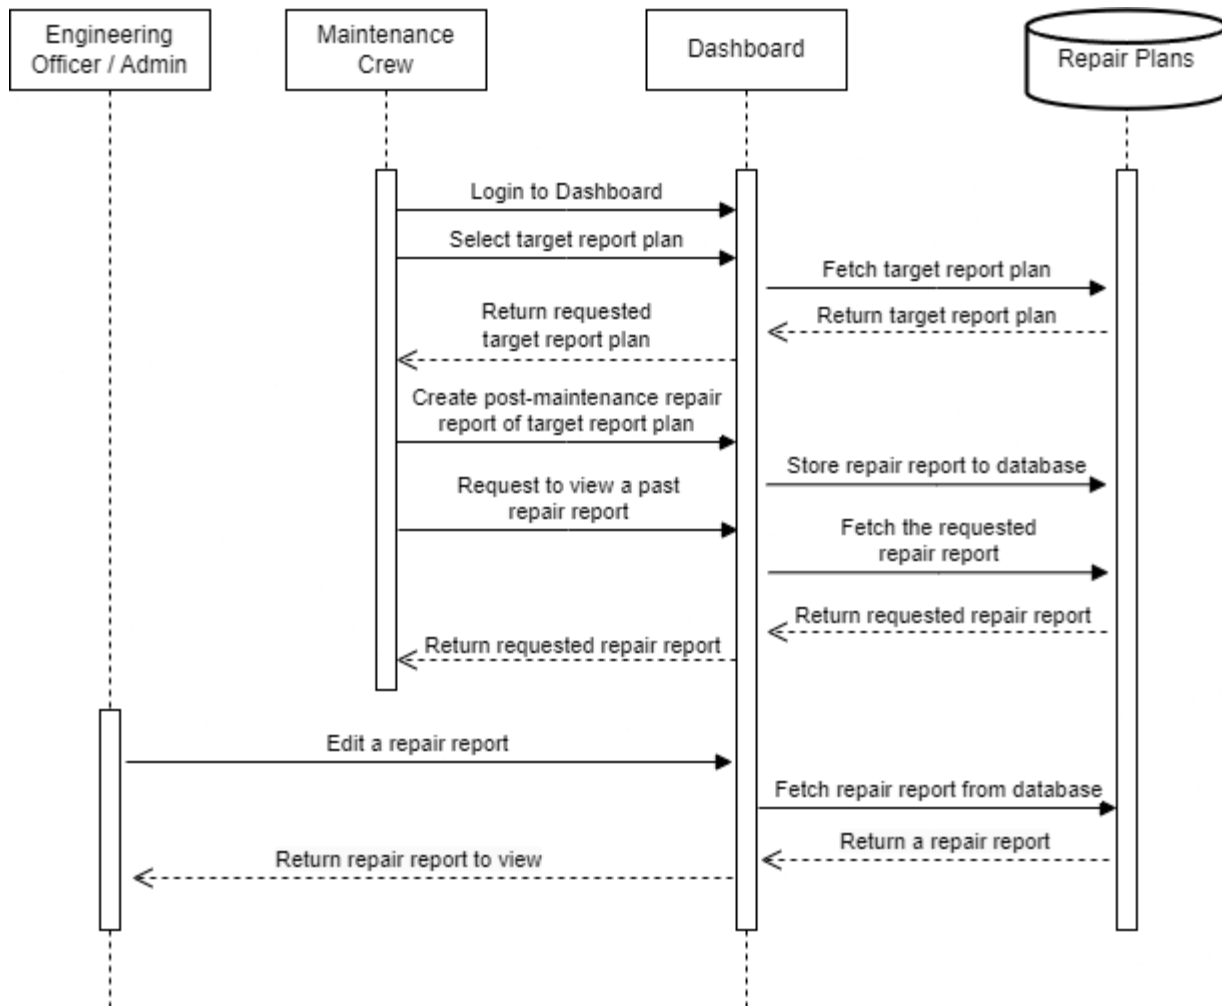 Engineering
Officer / Admin
Maintenance
Crew
Dashboard
Repair Plans
Login to Dashboard
Select target report plan
Fetch target report plan
Return target report plan
Return requested
target report plan
Create post-maintenance repair
report of target report plan
Store repair report to database
Request to view a past
repair report
Fetch the requested
repair report
Return requested repair report
Return requested repair report
Edit a repair report
Fetch repair report from database
Return a repair report
Return repair report to view